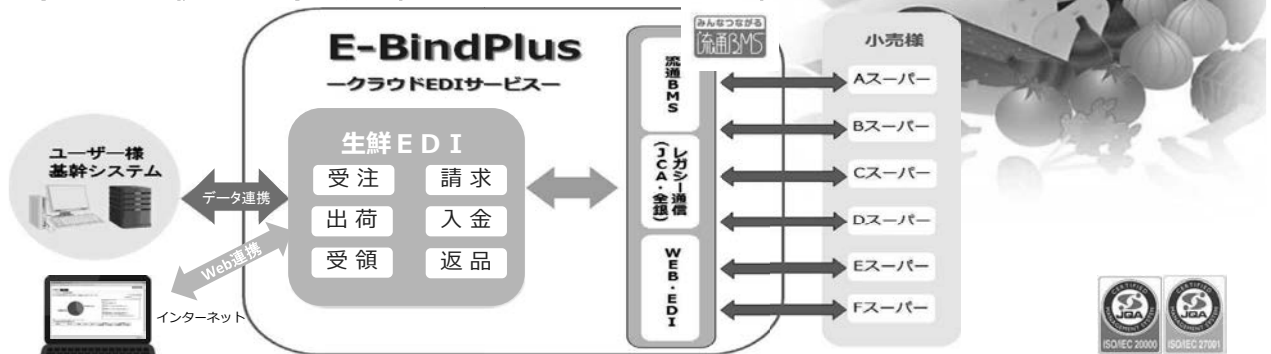 E-BindPlus
ークラウドEDIサービスー
ユーザー様
基幹システム
データ連携
Web連携
インターネット
生鮮EDI
受注
請求
出荷
入金
受領
返品
流通BMS
レガシー通信
(JCA・全銀)
WEB・EDI
みんなつながる
流通BMS
小売様
Aスーパー
Bスーパー
Cスーパー
Dスーパー
Eスーパー
Fスーパー
CERTIFIED
JQA
MANAGEMENT SYSTEM
ISO/IEC 20000
CERTIFIED
JQA
MANAGEMENT SYSTEM
ISO/IEC 27001